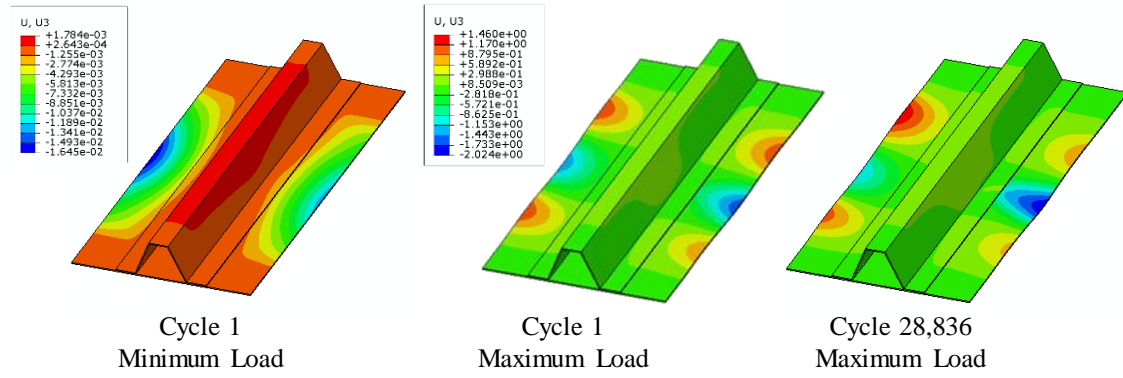 U, U3
+1.784e-03
+2.643e-04
-1.255e-03
-2.774e-03
-4.293e-03
-5.813e-03
-7.332e-03
-8.851e-03
-1.037e-02
-1.189e-02
-1.341e-02
-1.493e-02
-1.645e-02
U, U3
+1.460e+00
+1.170e+00
+8.795e-01
+5.892e-01
+2.988e-01
+8.509e-03
-2.818e-01
-5.721e-01
-8.625e-01
-1.153e+00
-1.443e+00
-1.733e+00
-2.024e+00
Cycle 1
Minimum Load
Cycle 1
Maximum Load
Cycle 28,836
Maximum Load